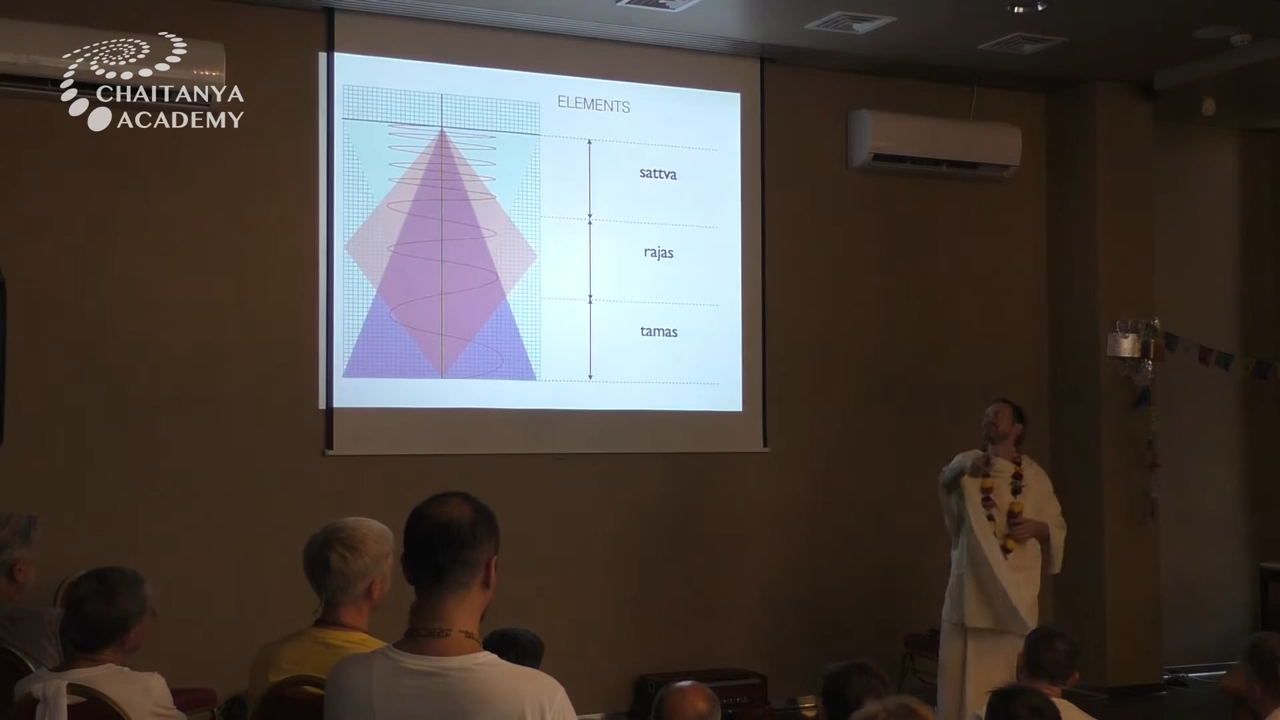 CHAITANYA
ACADEMY
ELEMENTS
sattva
rajas
tamas